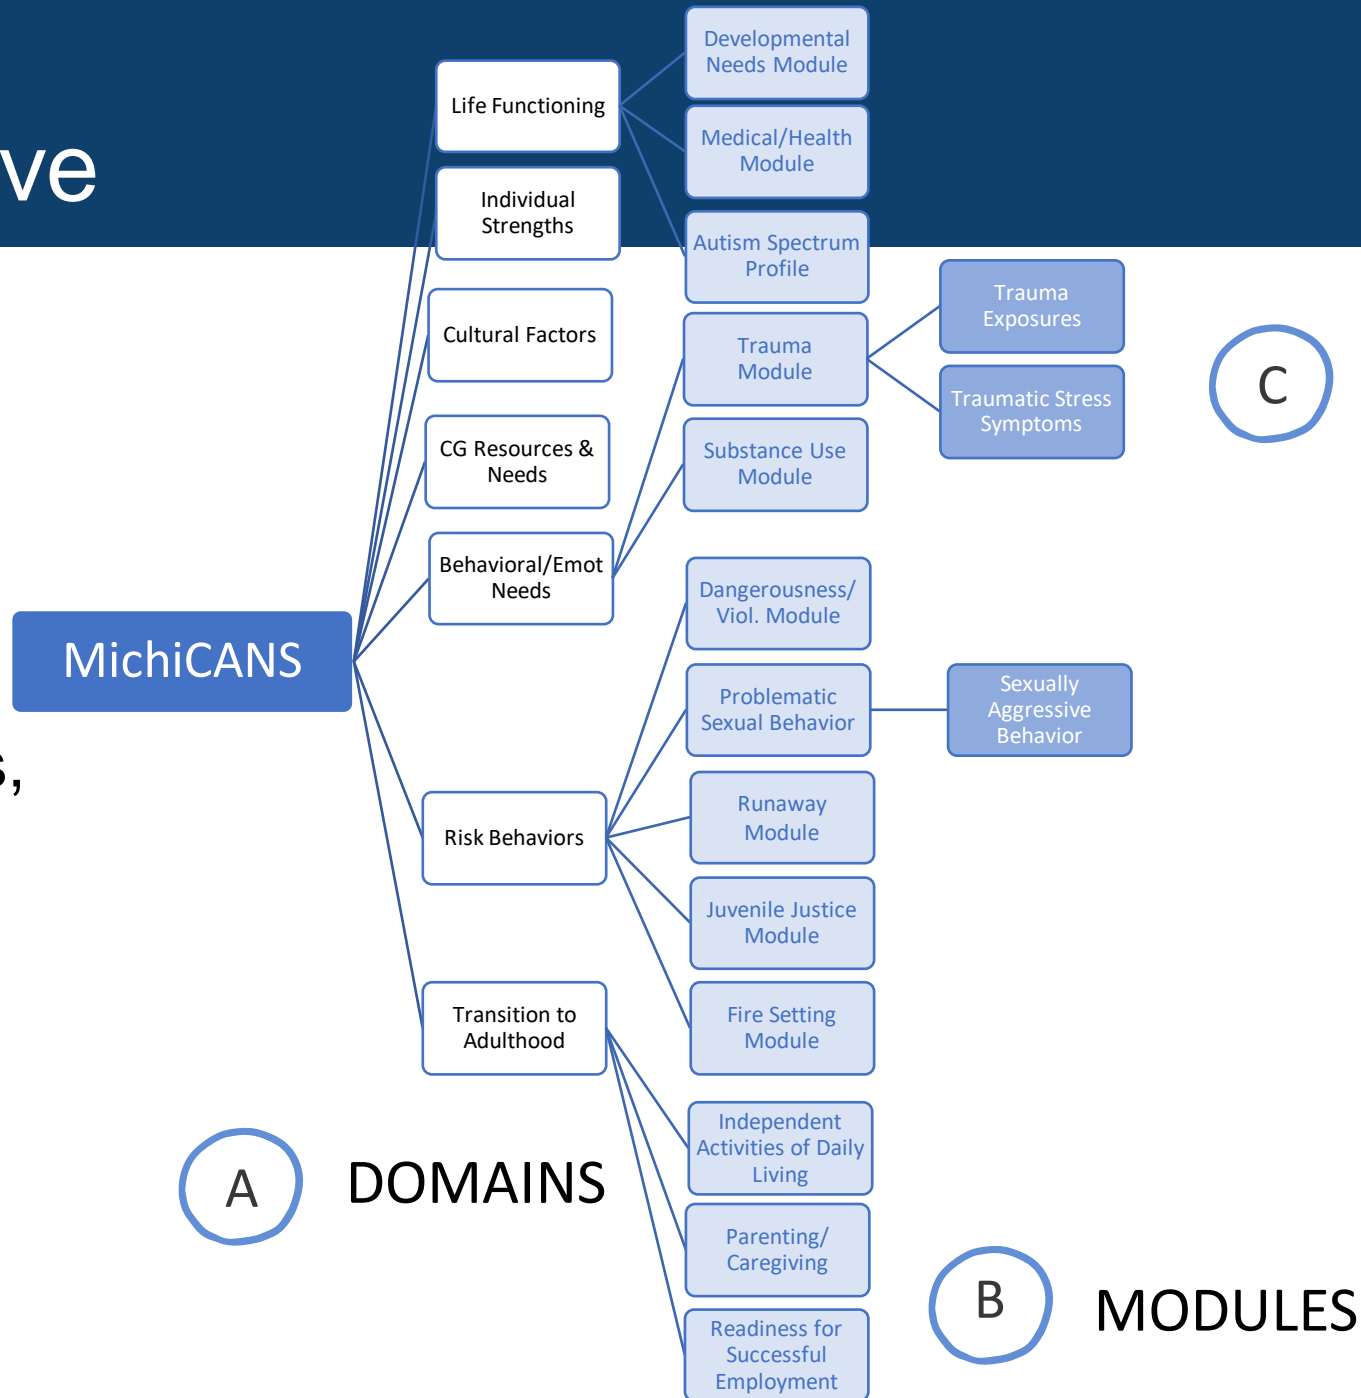 ve
Life Functioning
Individual
Strengths
Cultural Factors
CG Resources &
Needs
Behavioral/Emot
Needs
MichiCANS
s,
Risk Behaviors
Transition to
Adulthood
Developmental
Needs Module
Medical/Health
Module
Autism Spectrum
Profile
Trauma
Module
Substance Use
Module
Dangerousness/
Viol. Module
Problematic
Sexual Behavior
Runaway
Module
Juvenile Justice
Module
Fire Setting
Module
Independent
Activities of Daily
Living
Parenting/
Caregiving
Readiness for
Successful
Employment
Trauma
Exposures
Traumatic Stress
Symptoms
Sexually
Aggressive
Behavior
C
A
DOMAINS
B
MODULES